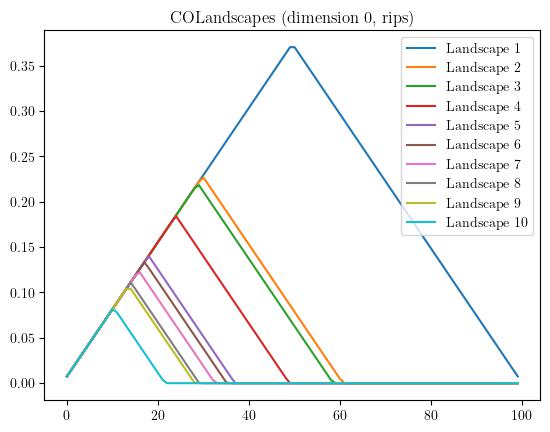 COLandscapes (dimension 0, rips)
0.35
0.30
0.25
0.20
0.15
0.10
0.05
0.00
0 20 40 60 80 100
Landscape 1
Landscape 2
Landscape 3
Landscape 4
Landscape 5
Landscape 6
Landscape 7
Landscape 8
Landscape 9
Landscape 10